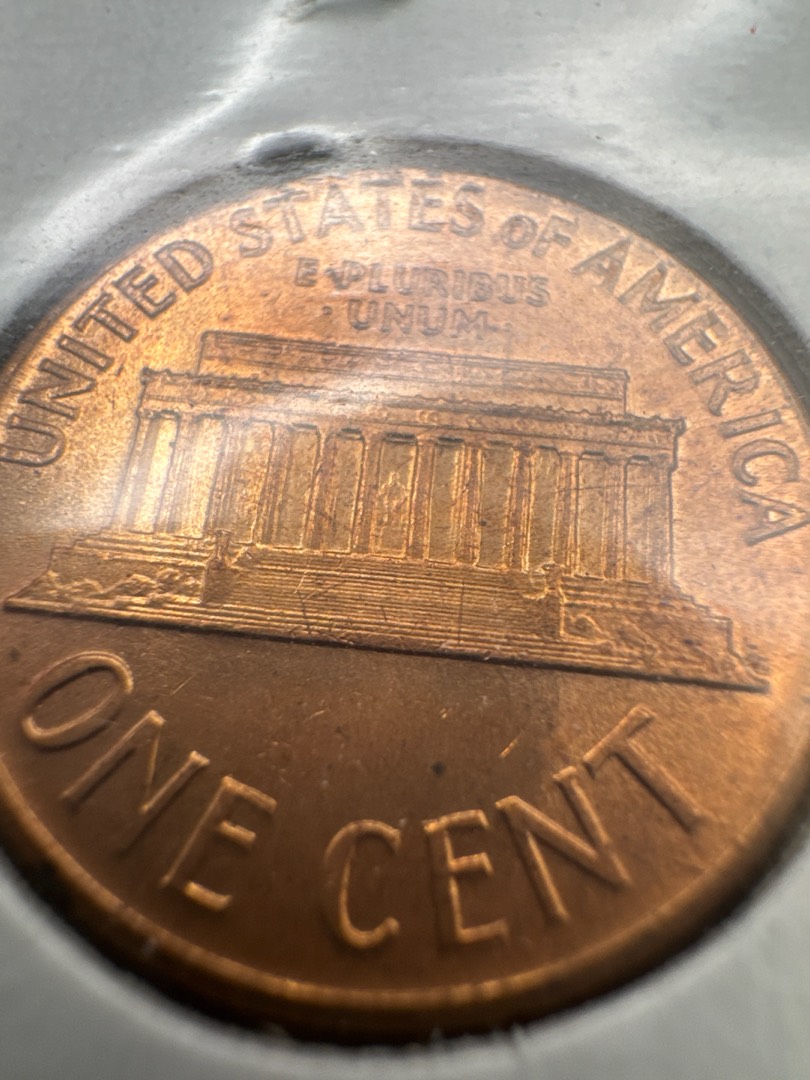 UNITED STATES OF AMERICA
E·PLURIBUS
·UNUM·
ONE CENT